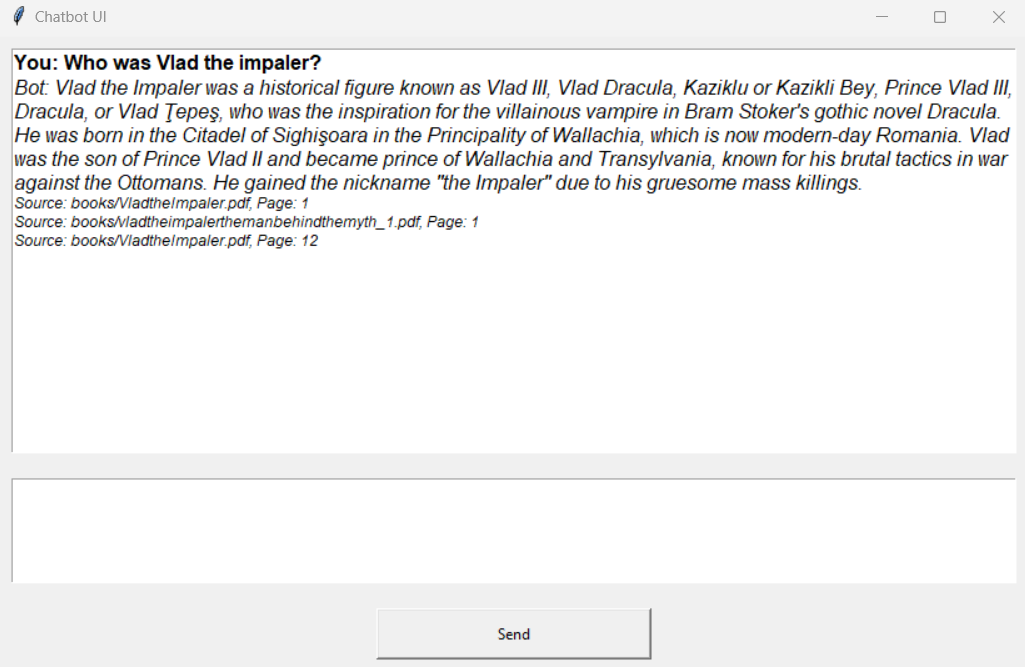 Chatbot UI
You: Who was Vlad the impaler?
Bot: Vlad the Impaler was a historical figure known as Vlad III, Vlad Dracula, Kaziklu or Kazikli Bey, Prince Vlad III,
Dracula, or Vlad Ţepeş, who was the inspiration for the villainous vampire in Bram Stoker's gothic novel Dracula.
He was born in the Citadel of Sighişoara in the Principality of Wallachia, which is now modern-day Romania. Vlad
was the son of Prince Vlad II and became prince of Wallachia and Transylvania, known for his brutal tactics in war
against the Ottomans. He gained the nickname "the Impaler" due to his gruesome mass killings.
Source: books/VladtheImpaler.pdf, Page: 1
Source: books/vladtheimpalerthemanbehindthemyth_1.pdf, Page: 1
Source: books/VladtheImpaler.pdf, Page: 12
Send